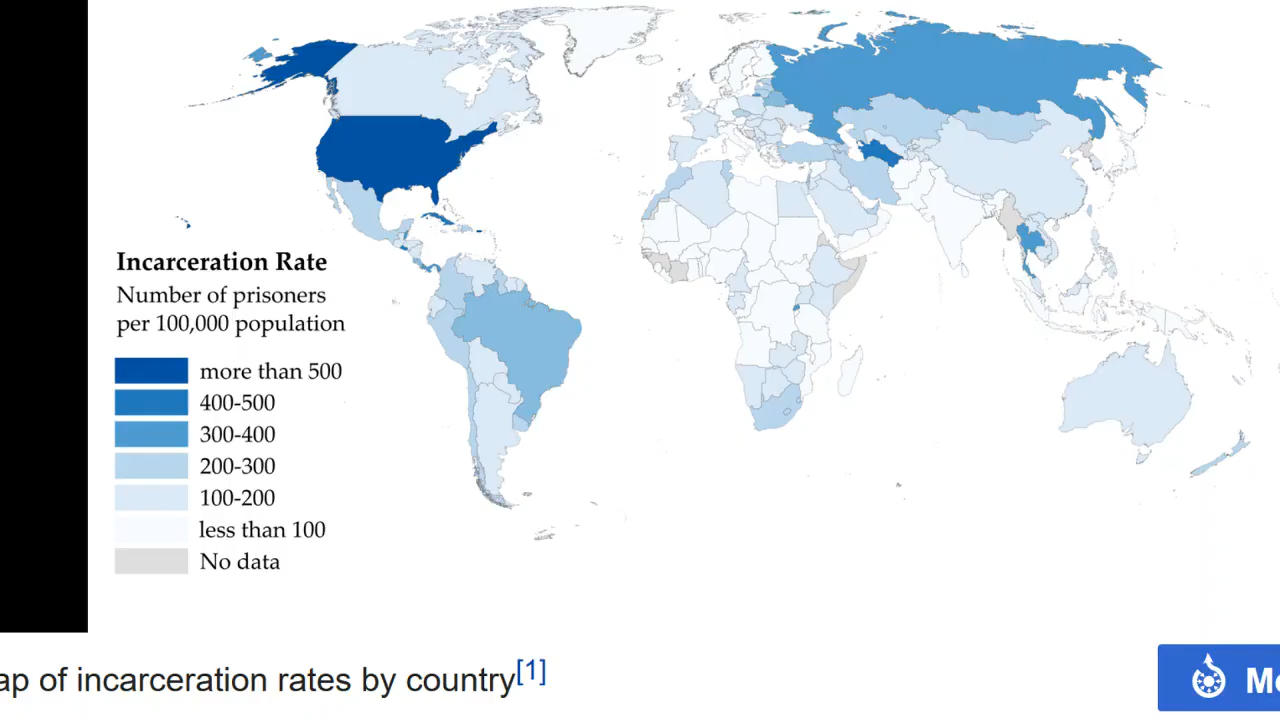 Incarceration Rate
Number of prisoners
per 100,000 population
more than 500
400-500
300-400
200-300
100-200
less than 100
No data
ap of incarceration rates by country[1]